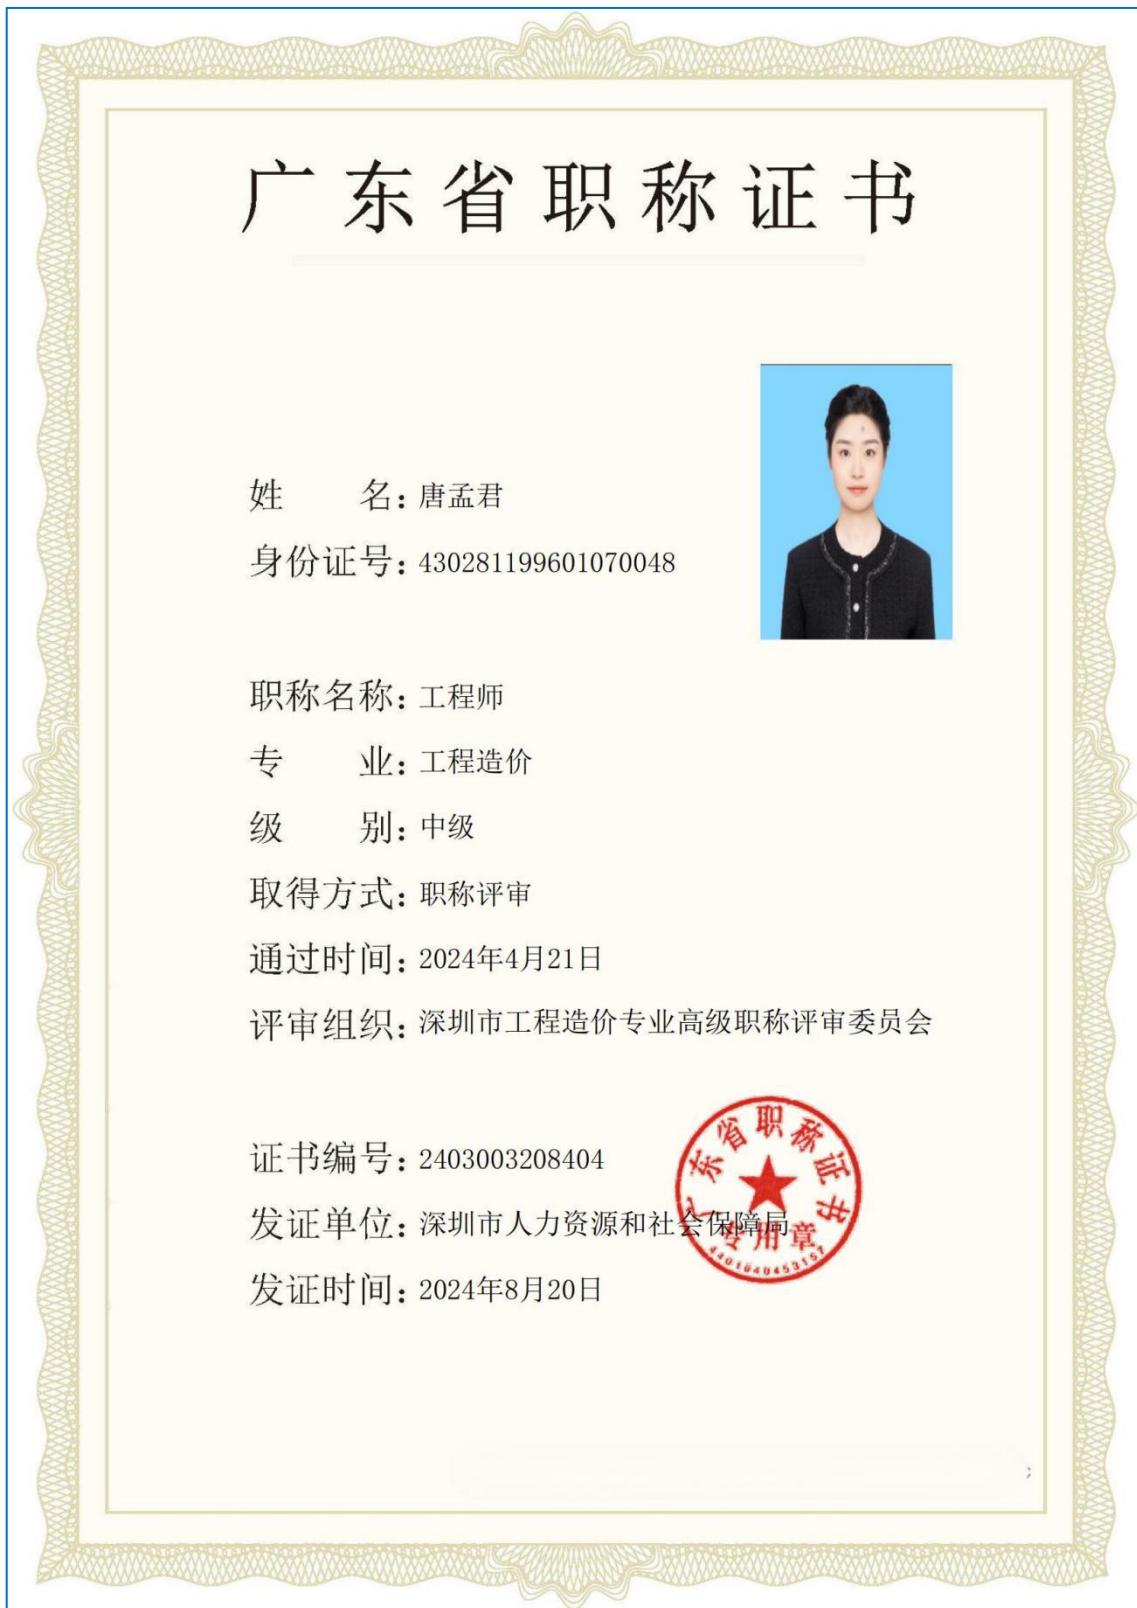 广东省职称证书
姓名：唐孟君
身份证号：430281199601070048
职称名称：工程师
专业：工程造价
级别：中级
取得方式：职称评审
通过时间：2024年4月21日
评审组织：深圳市工程造价专业高级职称评审委员会
证书编号：2403003208404
发证单位：深圳市人力资源和社会保障局
发证时间：2024年8月20日
广东省职称证书
专用章
4401040453157